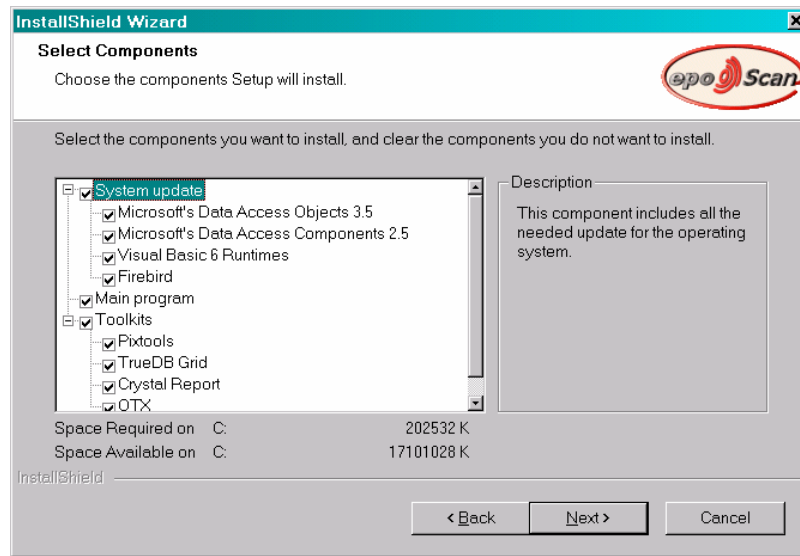 InstallShield Wizard
Select Components
Choose the components Setup will install.
epo Scan
Select the components you want to install, and clear the components you do not want to install.
System update
Microsoft's Data Access Objects 3.5
Microsoft's Data Access Components 2.5
Visual Basic 6 Runtimes
Firebird
Main program
Toolkits
Pixtools
TrueDB Grid
Crystal Report
OTX
Description
This component includes all the
needed update for the operating
system.
Space Required on C: 202532 K
Space Available on C: 17101028 K
InstallShield
< Back Next > Cancel